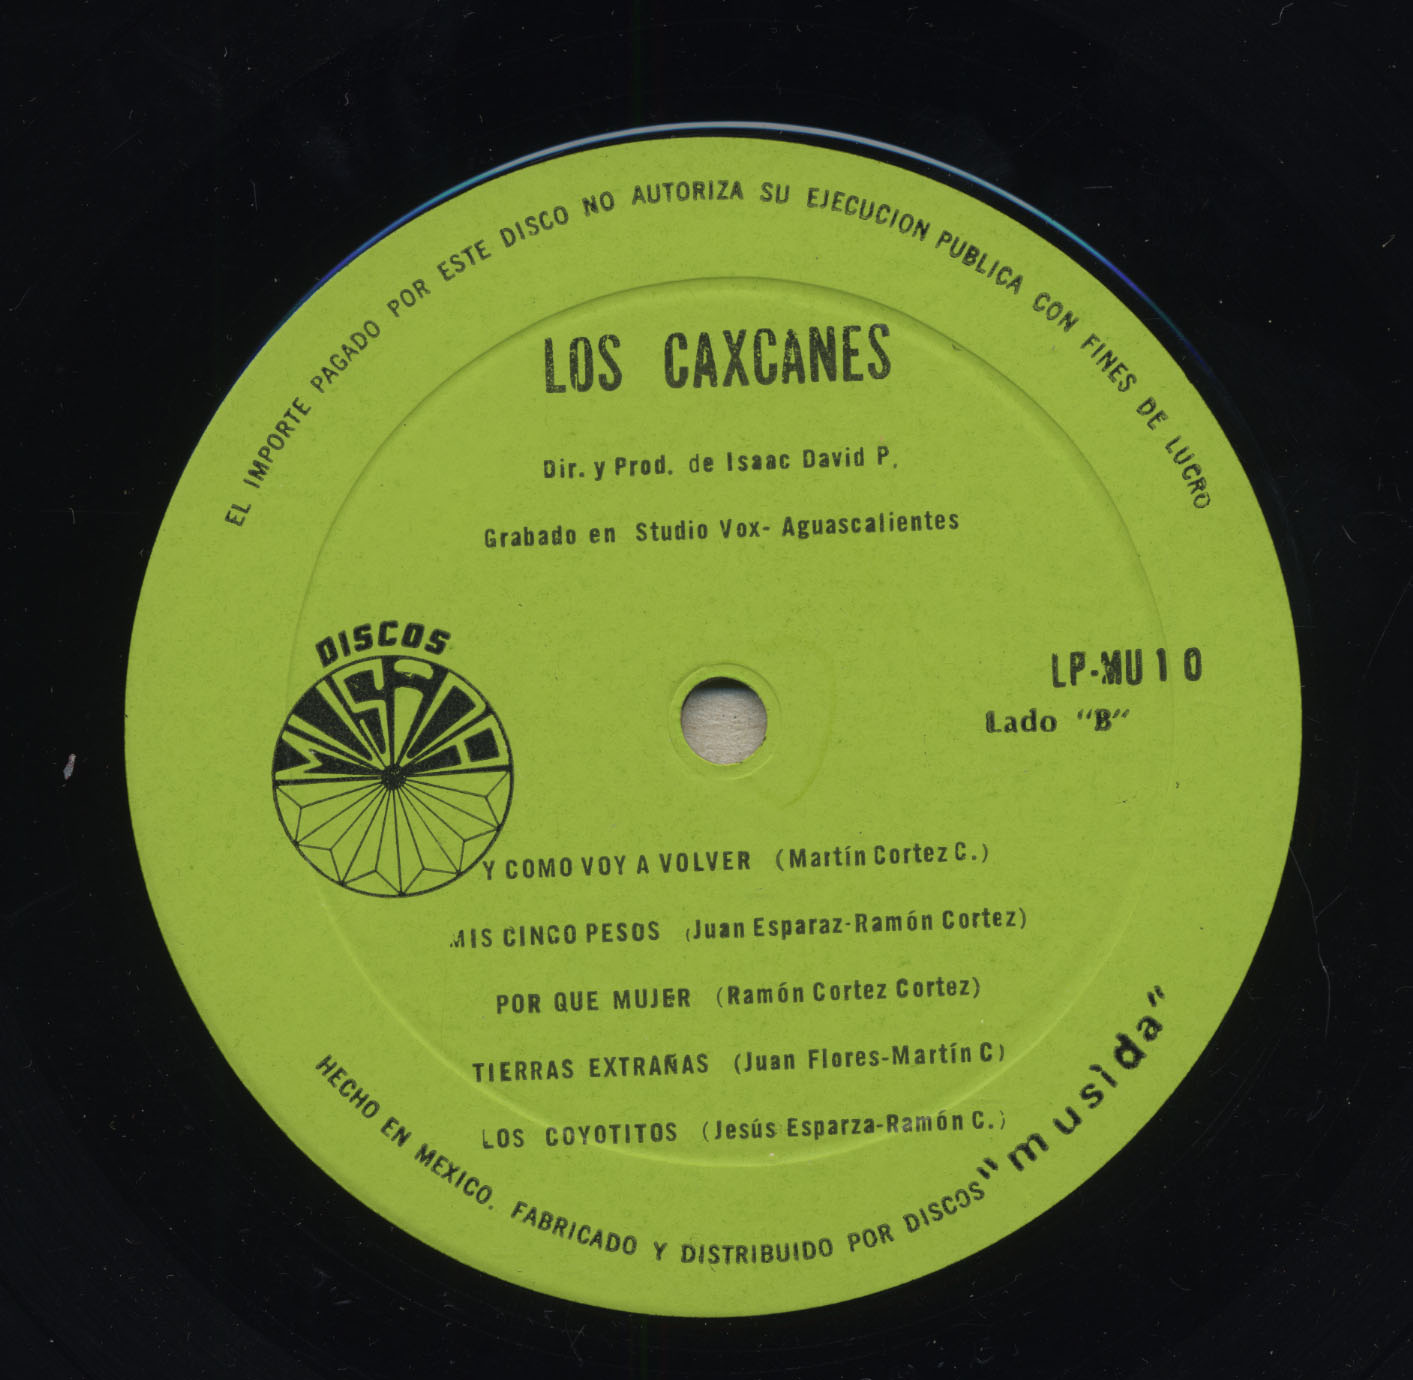 EL IMPORTE PAGADO POR ESTE DISCO NO AUTORIZA SU EJECUCION PUBLICA CON FINES DE LUCRO
LOS CAXCANES
Dir. y Prod. de Isaac David P.
Grabado en Studio Vox- Aguascalientes
DISCOS
MUSIDA
LP-MU 1 0
Lado "B"
Y COMO VOY A VOLVER (Martín Cortez C.)
MIS CINCO PESOS (Juan Esparaz-Ramón Cortez)
POR QUE MUJER (Ramón Cortez Cortez)
TIERRAS EXTRAÑAS (Juan Flores-Martín C)
LOS COYOTITOS (Jesús Esparza-Ramón C.)
HECHO EN MEXICO. FABRICADO Y DISTRIBUIDO POR DISCOS "musìda"